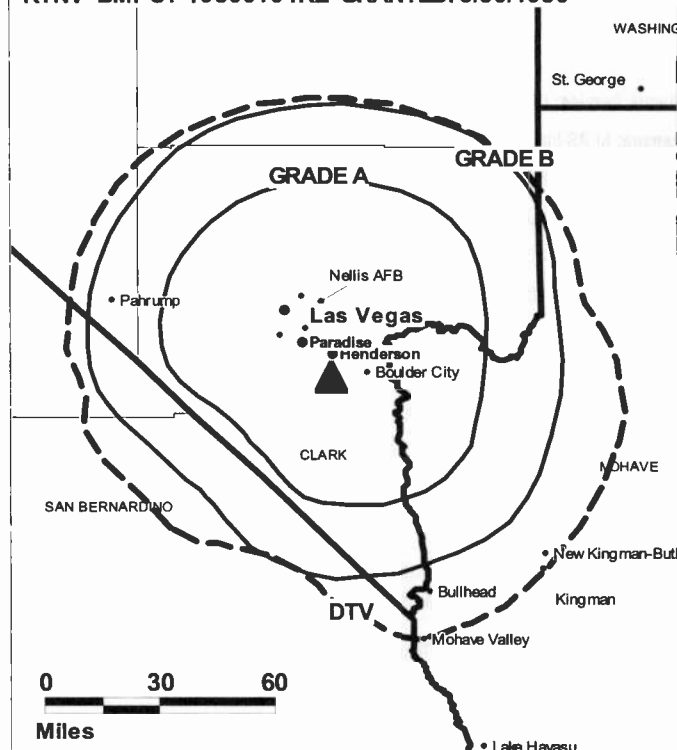 WASHING
St. George
GRADE B
GRADE A
Nellis AFB
Pahrump
Las Vegas
Paradise
Henderson
Boulder City
CLARK
MOHAVE
SAN BERNARDINO
New Kingman-Butl
Bullhead
Kingman
DTV
Mohave Valley
0 30 60
Miles
Lake Havasu